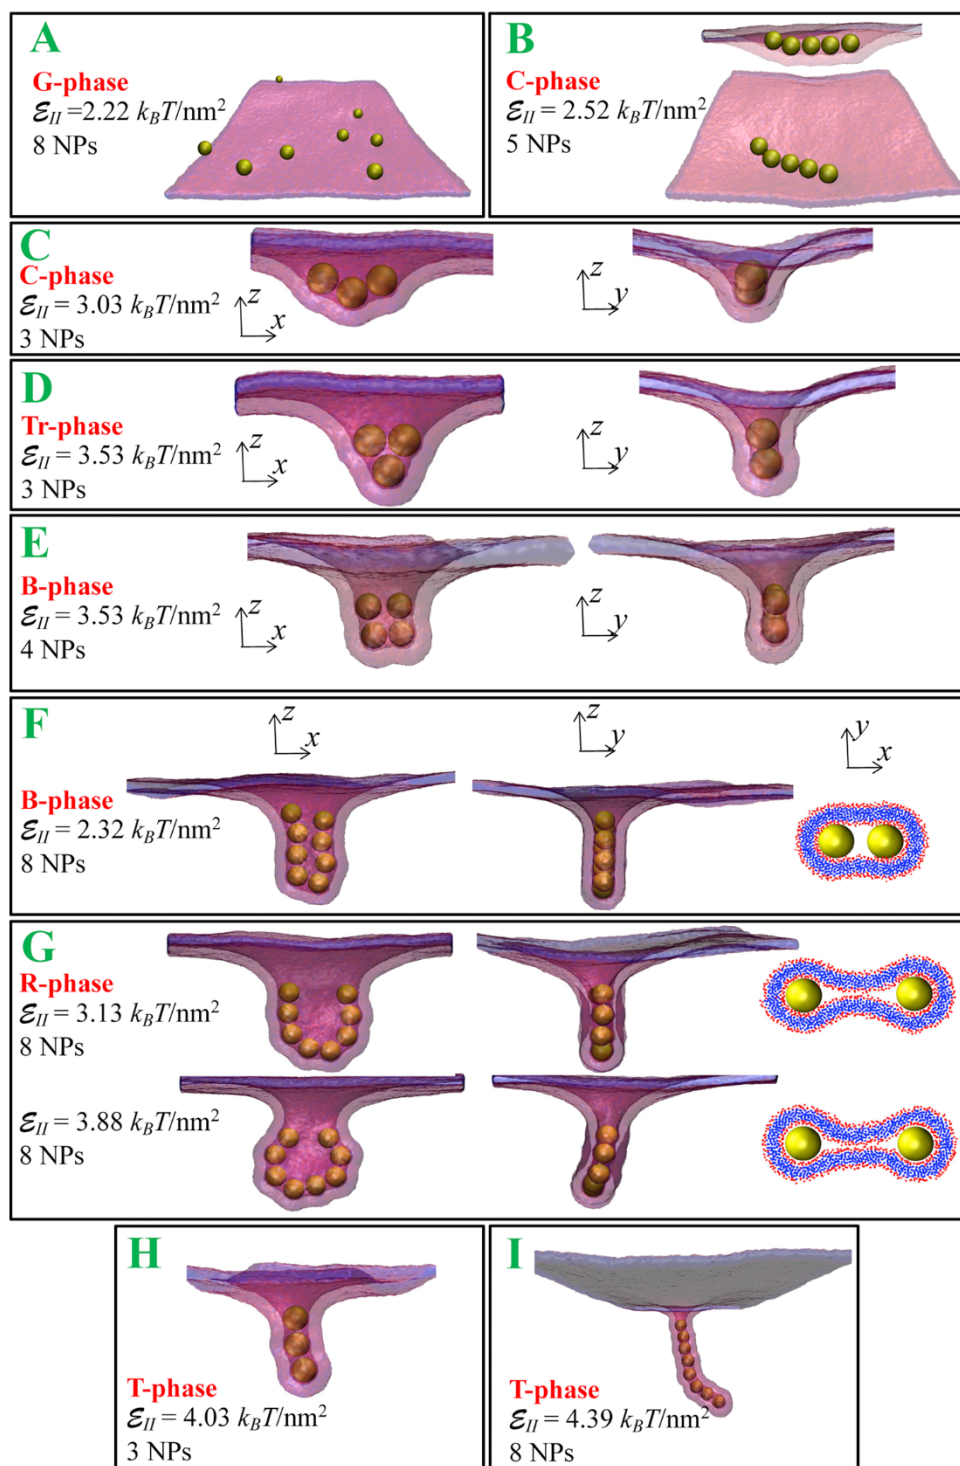 A
G-phase
𝓔II =2.22 kBT/nm²
8 NPs
B
C-phase
𝓔II = 2.52 kBT/nm²
5 NPs
C
C-phase
𝓔II = 3.03 kBT/nm²
3 NPs
z
x
z
y
D
Tr-phase
𝓔II = 3.53 kBT/nm²
3 NPs
z
x
z
y
E
B-phase
𝓔II = 3.53 kBT/nm²
4 NPs
z
x
z
y
F
B-phase
𝓔II = 2.32 kBT/nm²
8 NPs
z
x
z
y
y
x
G
R-phase
𝓔II = 3.13 kBT/nm²
8 NPs
𝓔II = 3.88 kBT/nm²
8 NPs
H
T-phase
𝓔II = 4.03 kBT/nm²
3 NPs
I
T-phase
𝓔II = 4.39 kBT/nm²
8 NPs